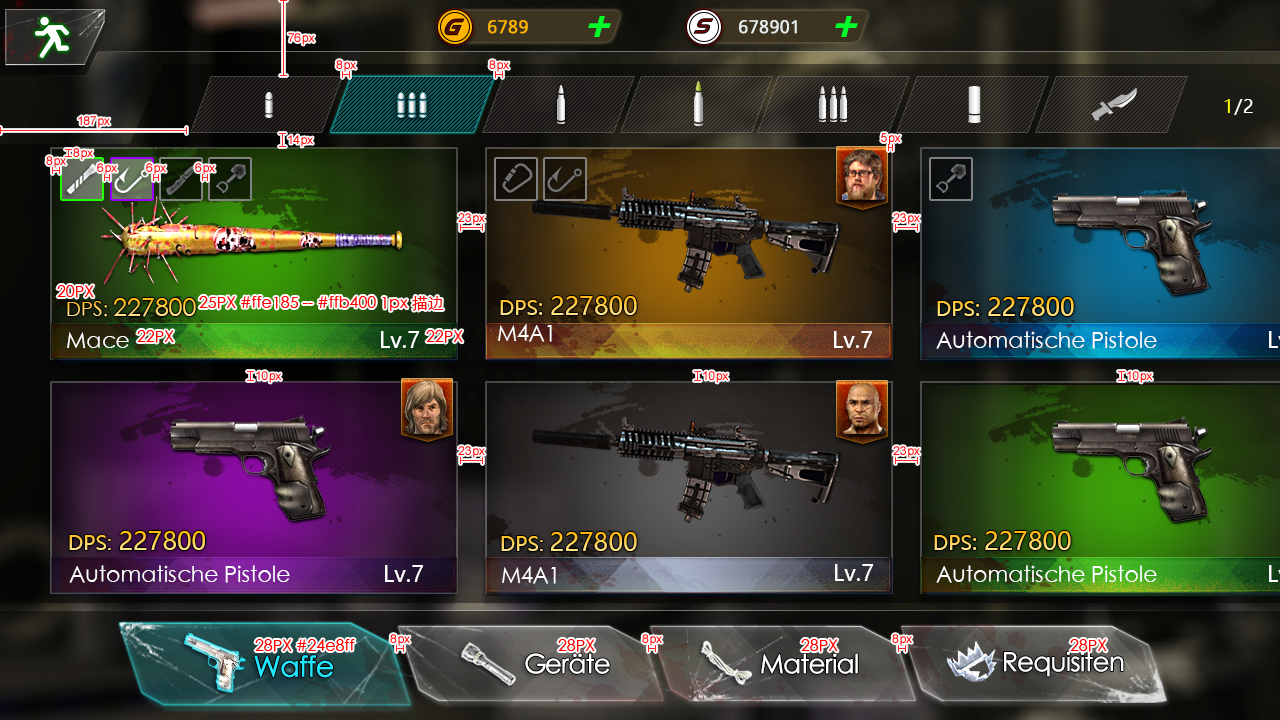 G 6789
S 678901
76px
8px
8px
187px
14px
1/2
5px
8px
8px
6px
6px
6px
23px
23px
20PX
DPS: 227800
25PX #ffe185 -- #ffb400 1px 描边
Mace 22PX
Lv.7 22PX
DPS: 227800
M4A1
Lv.7
DPS: 227800
Automatische Pistole
L
10px
10px
10px
23px
23px
DPS: 227800
Automatische Pistole
Lv.7
DPS: 227800
M4A1
Lv.7
DPS: 227800
Automatische Pistole
L
28PX #24e8ff
Waffe
8px
28PX
Geräte
8px
28PX
Material
8px
28PX
Requisiten